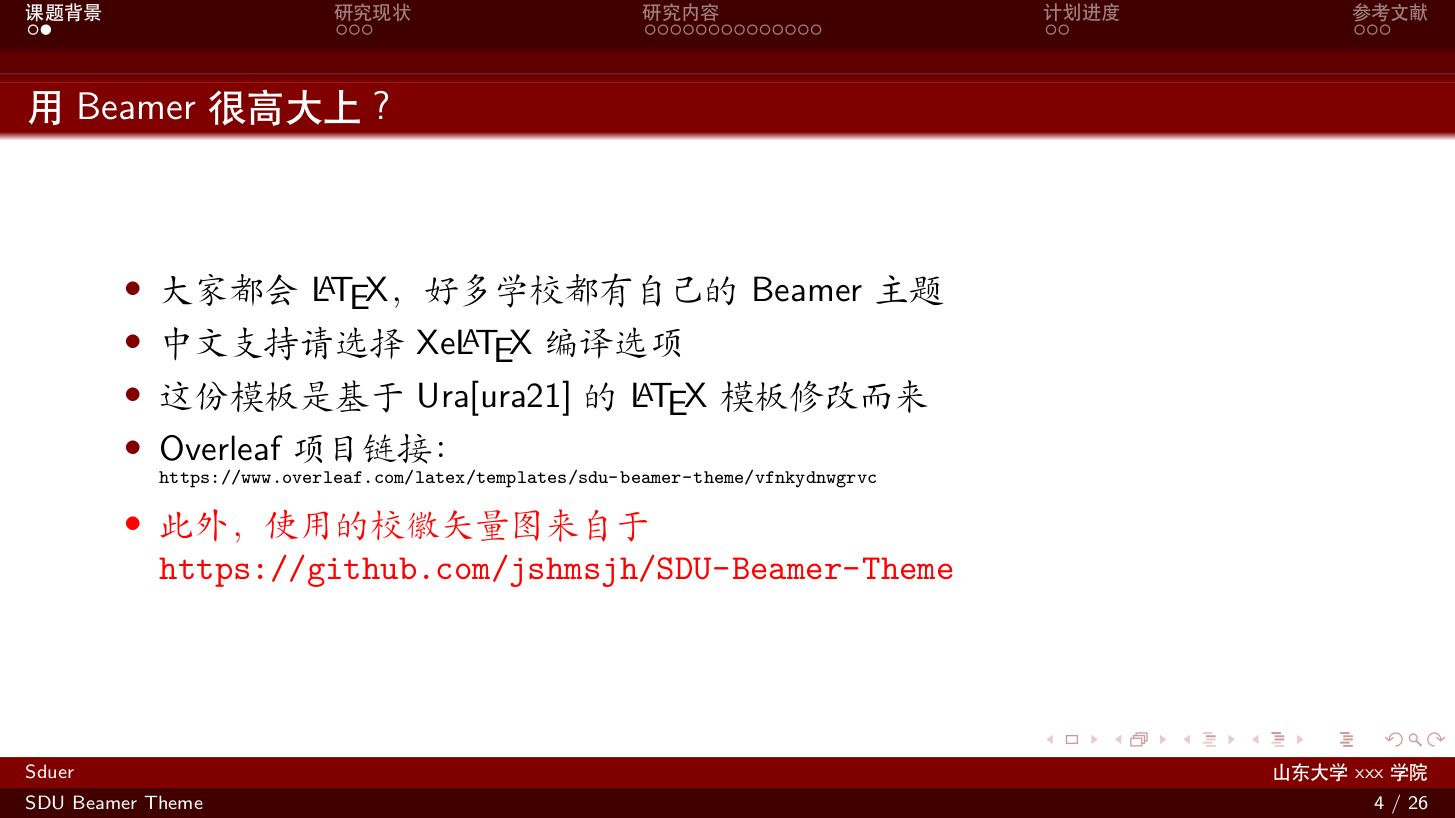 课题背景 研究现状 研究内容 计划进度 参考文献
用 Beamer 很高大上？
大家都会 LATEX，好多学校都有自己的 Beamer 主题
中文支持请选择 XeLATEX 编译选项
这份模板是基于 Ura[ura21] 的 LATEX 模板修改而来
Overleaf 项目链接：
https://www.overleaf.com/latex/templates/sdu-beamer-theme/vfnkydnwgrvc
此外，使用的校徽矢量图来自于
https://github.com/jshmsjh/SDU-Beamer-Theme
Sduer 山东大学 xxx 学院
SDU Beamer Theme 4 / 26